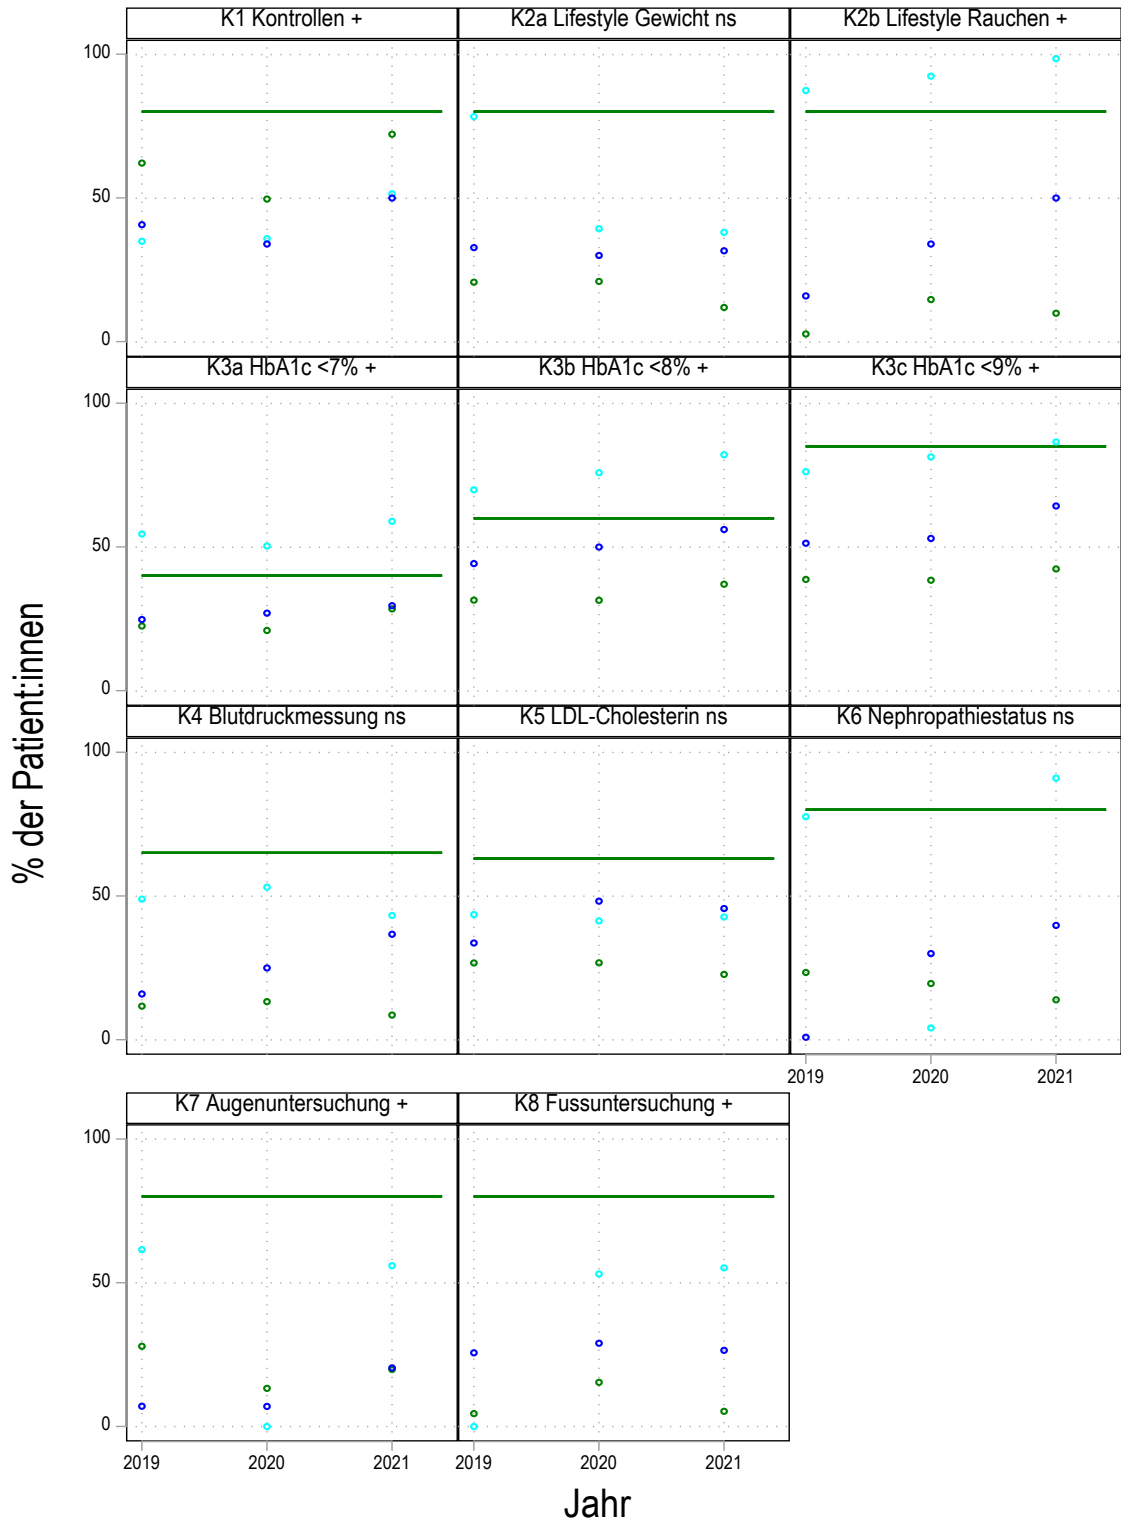 K1 Kontrollen +
K2a Lifestyle Gewicht ns
K2b Lifestyle Rauchen +
100
50
0
K3a HbA1c <7% +
K3b HbA1c <8% +
K3c HbA1c <9% +
100
50
0
K4 Blutdruckmessung ns
K5 LDL-Cholesterin ns
K6 Nephropathiestatus ns
100
50
0
2019
2020
2021
K7 Augenuntersuchung +
K8 Fussuntersuchung +
100
50
0
2019
2020
2021
2019
2020
2021
% der Patient:innen
Jahr